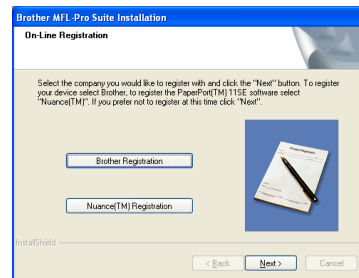 Brother MFL-Pro Suite Installation
On-Line Registration
Select the company you would like to register with and click the "Next" button. To register
your device select Brother, to register the PaperPort(TM) 11SE software select
"Nuance(TM)". If you prefer not to register at this time click "Next".
Brother Registration
Nuance(TM) Registration
InstallShield
< Back
Next >
Cancel